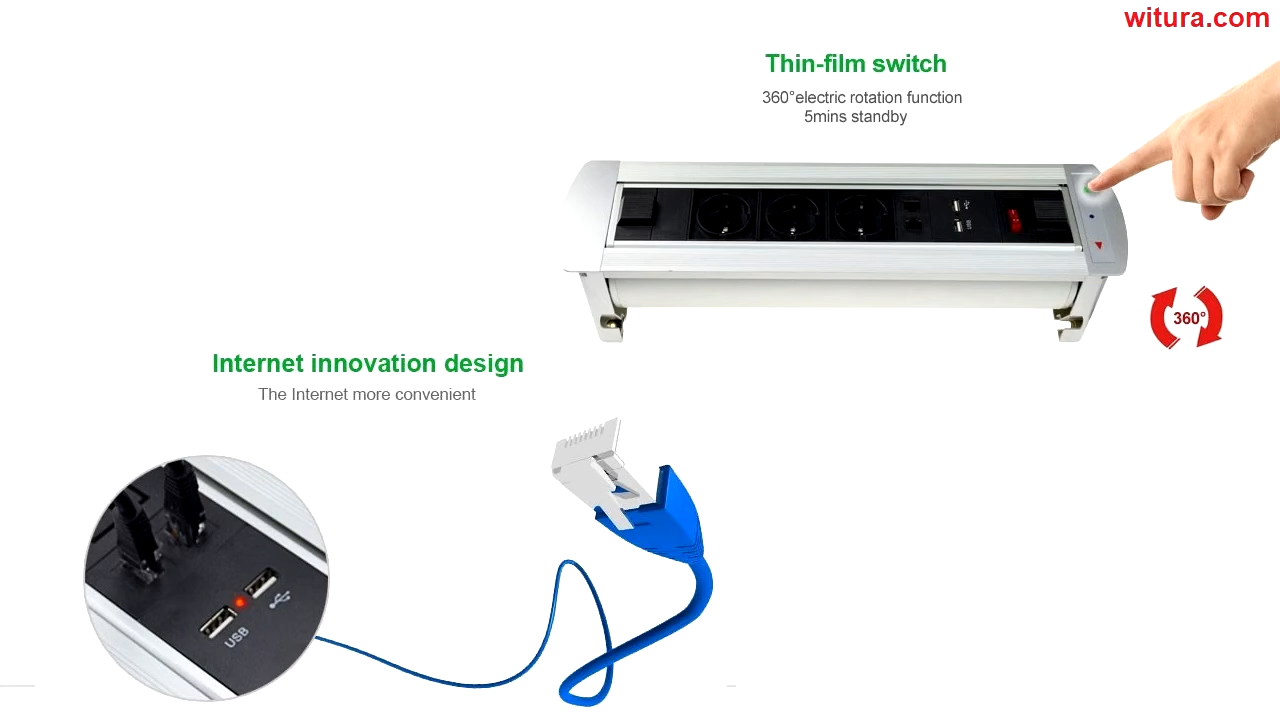 witura.com
Thin-film switch
360°electric rotation function
5mins standby
USB
360°
Internet innovation design
The Internet more convenient
USB